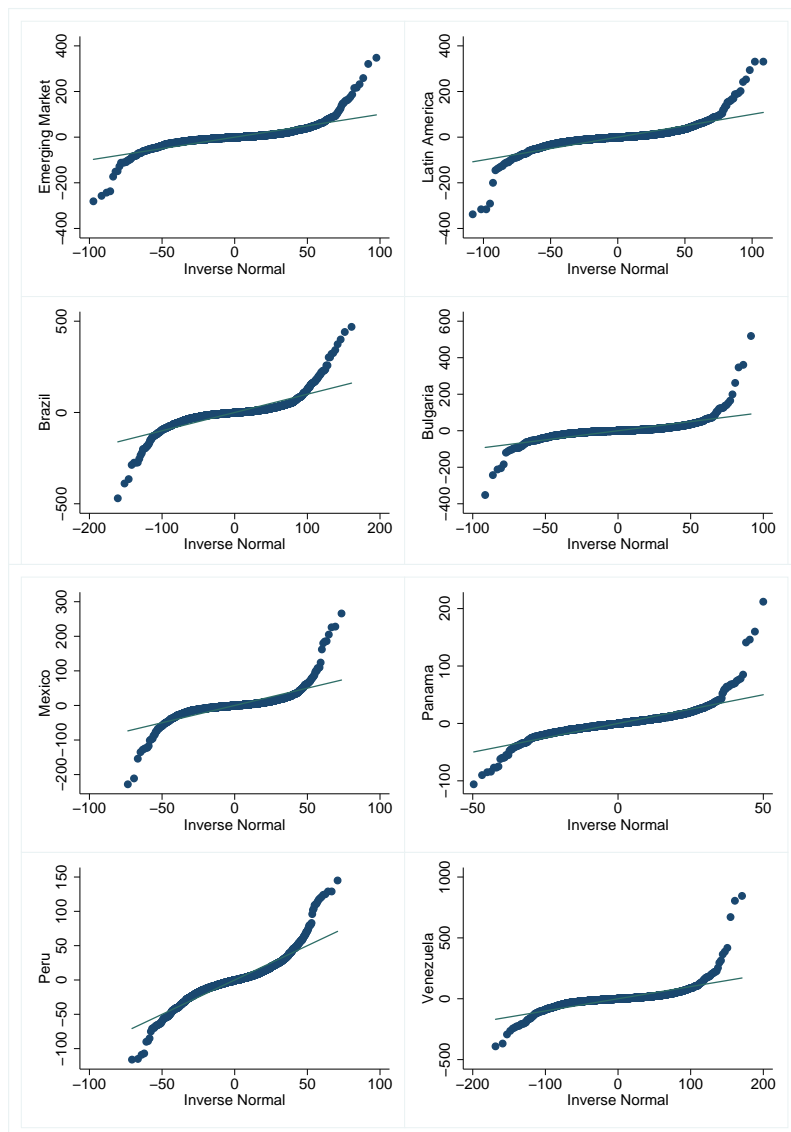 Emerging Market
400
200
0
−200
−400
−100 −50 0 50 100
Inverse Normal
Latin America
400
200
0
−200
−400
−100 −50 0 50 100
Inverse Normal
Brazil
500
0
−500
−200 −100 0 100 200
Inverse Normal
Bulgaria
600
400
200
0
−200
−400
−100 −50 0 50 100
Inverse Normal
Mexico
300
200
100
0
−100
−200
−100 −50 0 50 100
Inverse Normal
Panama
200
100
0
−100
−50 0 50
Inverse Normal
Peru
150
100
50
0
−50
−100
−100 −50 0 50 100
Inverse Normal
Venezuela
1000
500
0
−500
−200 −100 0 100 200
Inverse Normal